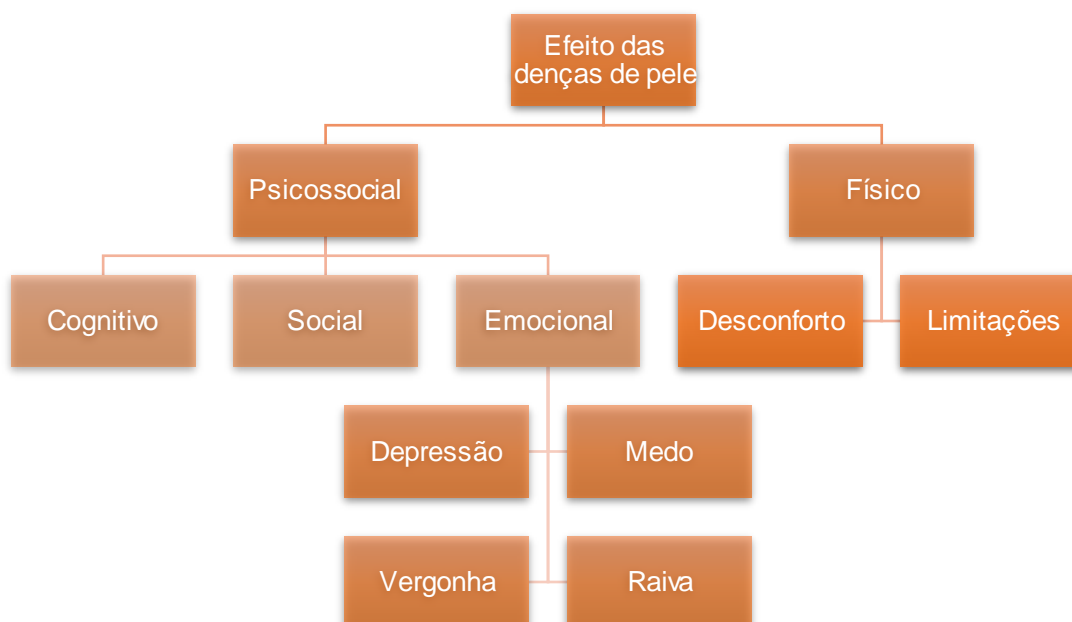 Efeito das
denças de pele
Psicossocial
Físico
Cognitivo
Social
Emocional
Desconforto
Limitações
Depressão
Medo
Vergonha
Raiva